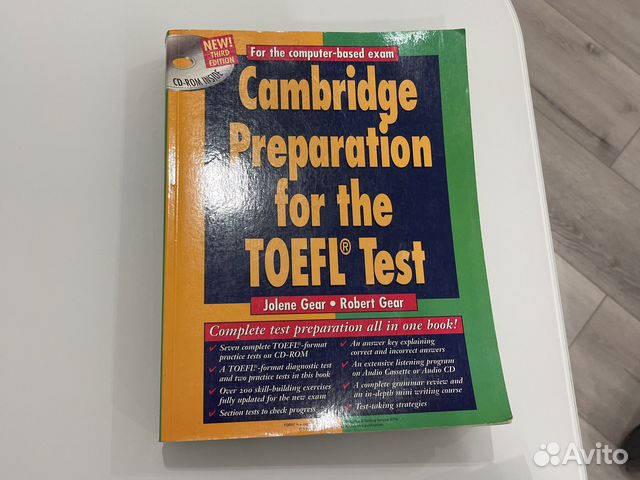 NEW!
THIRD
EDITION
CD-ROM INSIDE
For the computer-based exam
Cambridge
Preparation
for the
TOEFL® Test
Jolene Gear • Robert Gear
Complete test preparation all in one book!
✓ Seven complete TOEFL®-format
practice tests on CD-ROM
✓ A TOEFL®-format diagnostic test
and two practice tests in this book
✓ Over 200 skill-building exercises
fully updated for the new exam
✓ Section tests to check progress
✓ An answer key explaining
correct and incorrect answers
✓ An extensive listening program
on Audio Cassette or Audio CD
✓ A complete grammar review and
an in-depth mini writing course
✓ Test-taking strategies
Avito